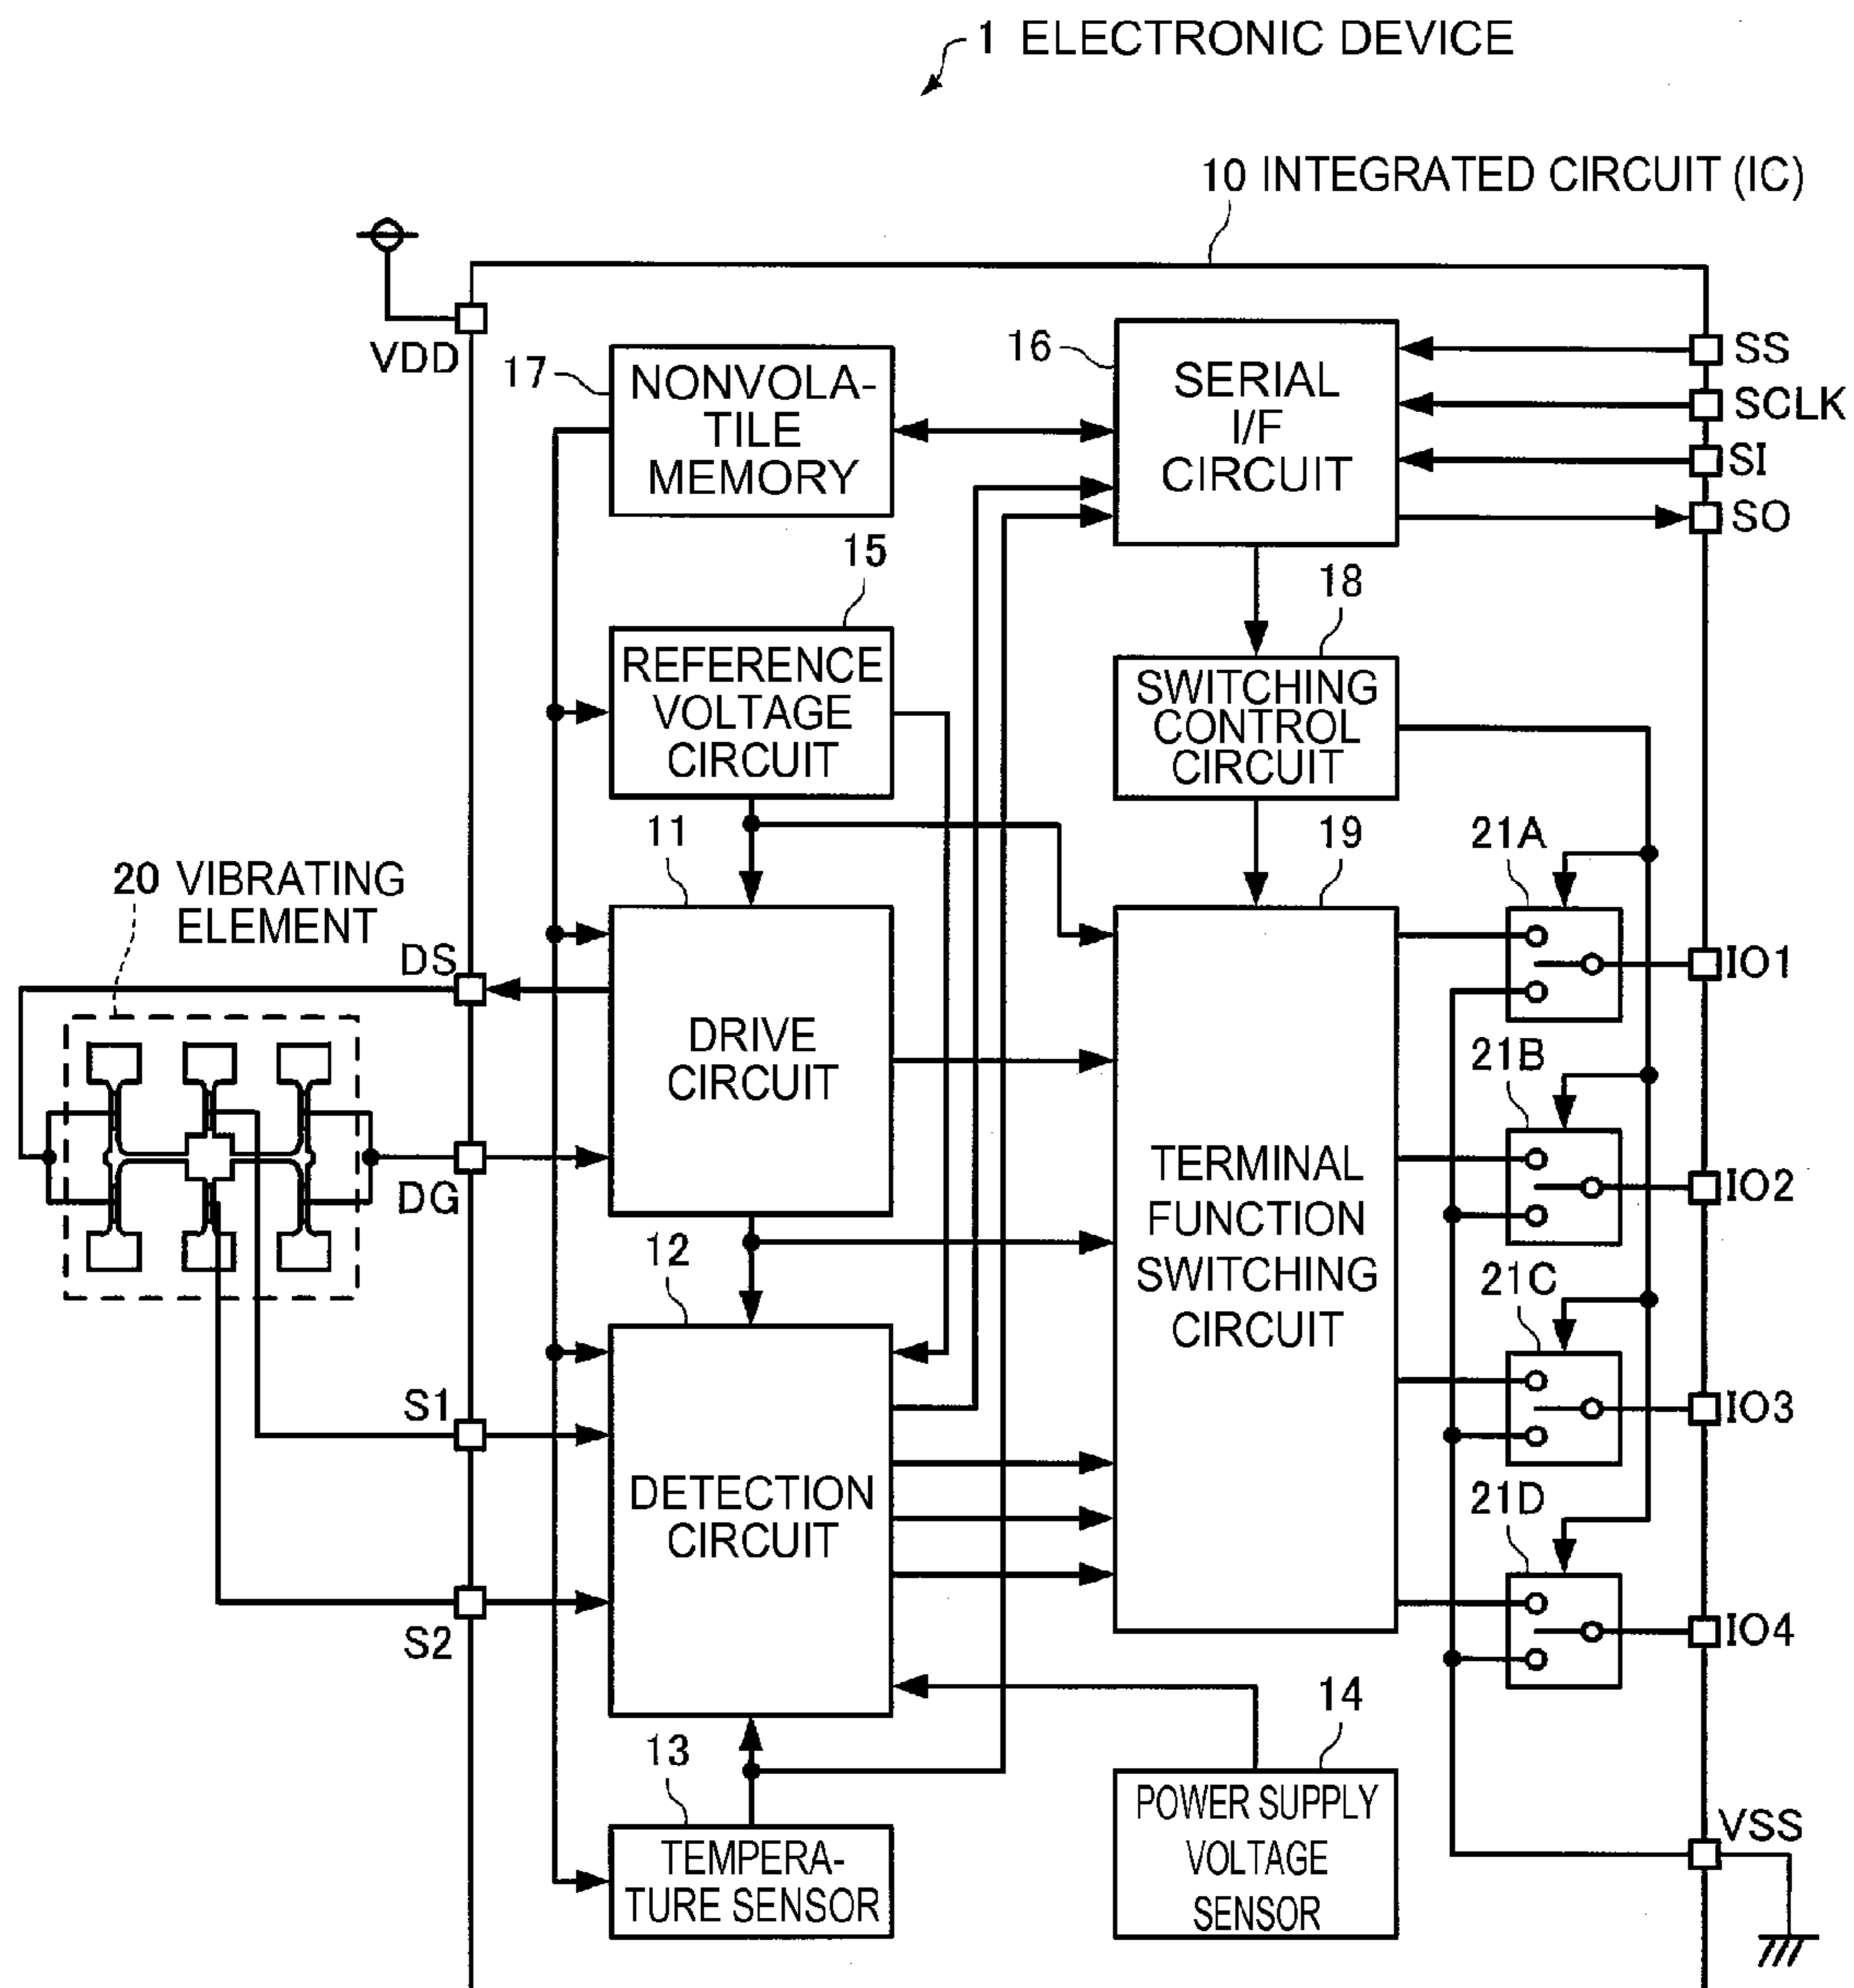 1 ELECTRONIC DEVICE
10 INTEGRATED CIRCUIT (IC)
VDD
17
NONVOLA-
TILE
MEMORY
16
SERIAL
I/F
CIRCUIT
SS
SCLK
SI
SO
15
REFERENCE
VOLTAGE
CIRCUIT
18
SWITCHING
CONTROL
CIRCUIT
11
DRIVE
CIRCUIT
19
TERMINAL
FUNCTION
SWITCHING
CIRCUIT
21A
IO1
21B
IO2
21C
IO3
21D
IO4
20 VIBRATING
ELEMENT
DS
DG
12
DETECTION
CIRCUIT
S1
S2
13
TEMPERA-
TURE SENSOR
14
POWER SUPPLY
VOLTAGE
SENSOR
VSS